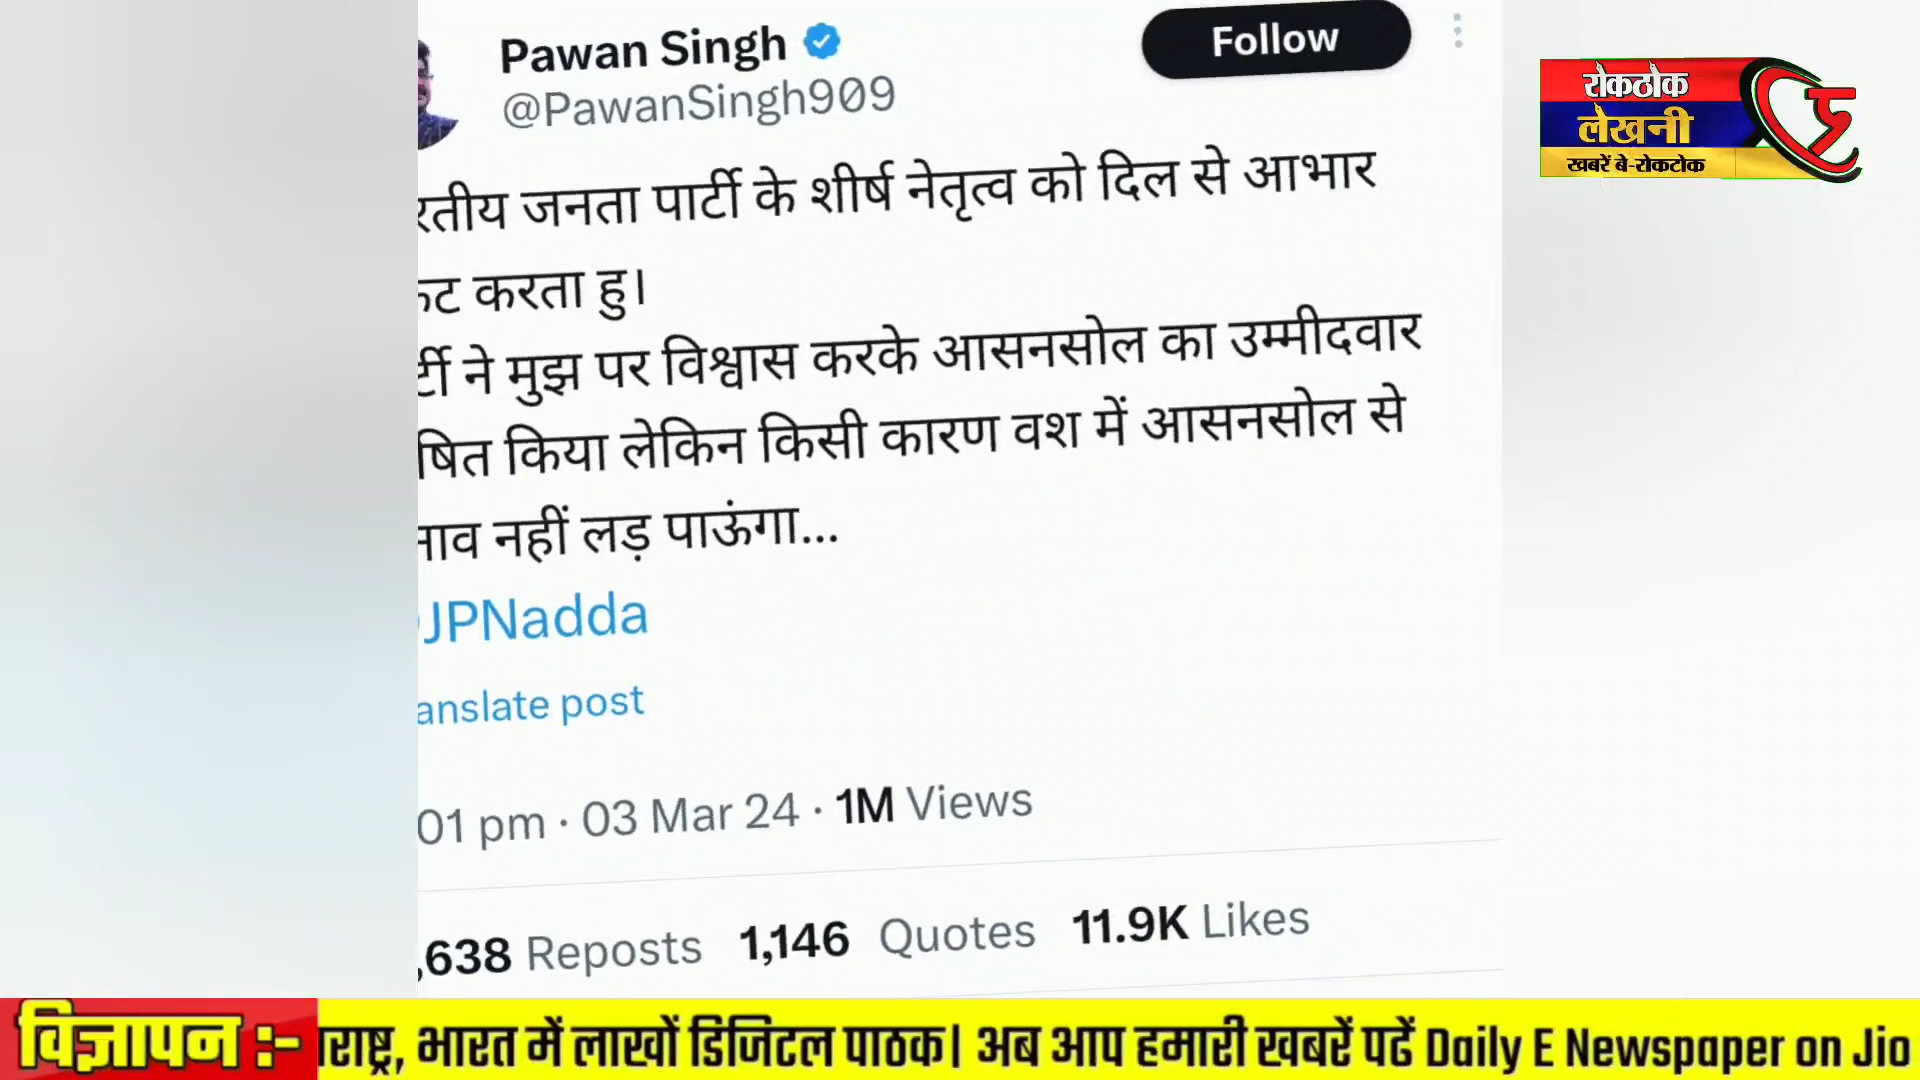 Pawan Singh
Follow
@PawanSingh909
रोकठोक
लेखनी
खबरें बे-रोकटोक
रतीय जनता पार्टी के शीर्ष नेतृत्व को दिल से आभार
कट करता हु।
र्टी ने मुझ पर विश्वास करके आसनसोल का उम्मीदवार
षित किया लेकिन किसी कारण वश में आसनसोल से
नाव नहीं लड़ पाऊंगा...
JPNadda
anslate post
01 pm · 03 Mar 24 · 1M Views
,638 Reposts 1,146 Quotes 11.9K Likes
विज्ञापन :- राष्ट्र, भारत में लाखों डिजिटल पाठक| अब आप हमारी खबरें पढें Daily E Newspaper on Jio